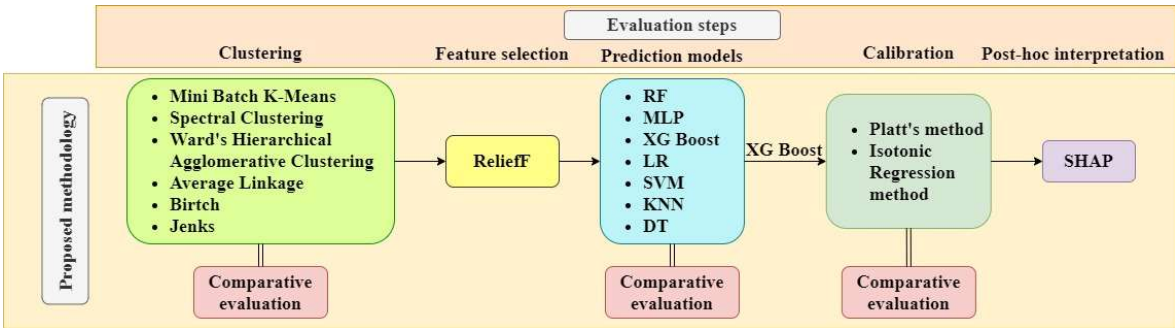 Evaluation steps
Clustering
Feature selection
Prediction models
Calibration
Post-hoc interpretation
Proposed methodology
• Mini Batch K-Means
• Spectral Clustering
• Ward's Hierarchical
Agglomerative Clustering
• Average Linkage
• Birtch
• Jenks
ReliefF
• RF
• MLP
• XG Boost
• LR
• SVM
• KNN
• DT
XG Boost
• Platt's method
• Isotonic
Regression
method
SHAP
Comparative
evaluation
Comparative
evaluation
Comparative
evaluation